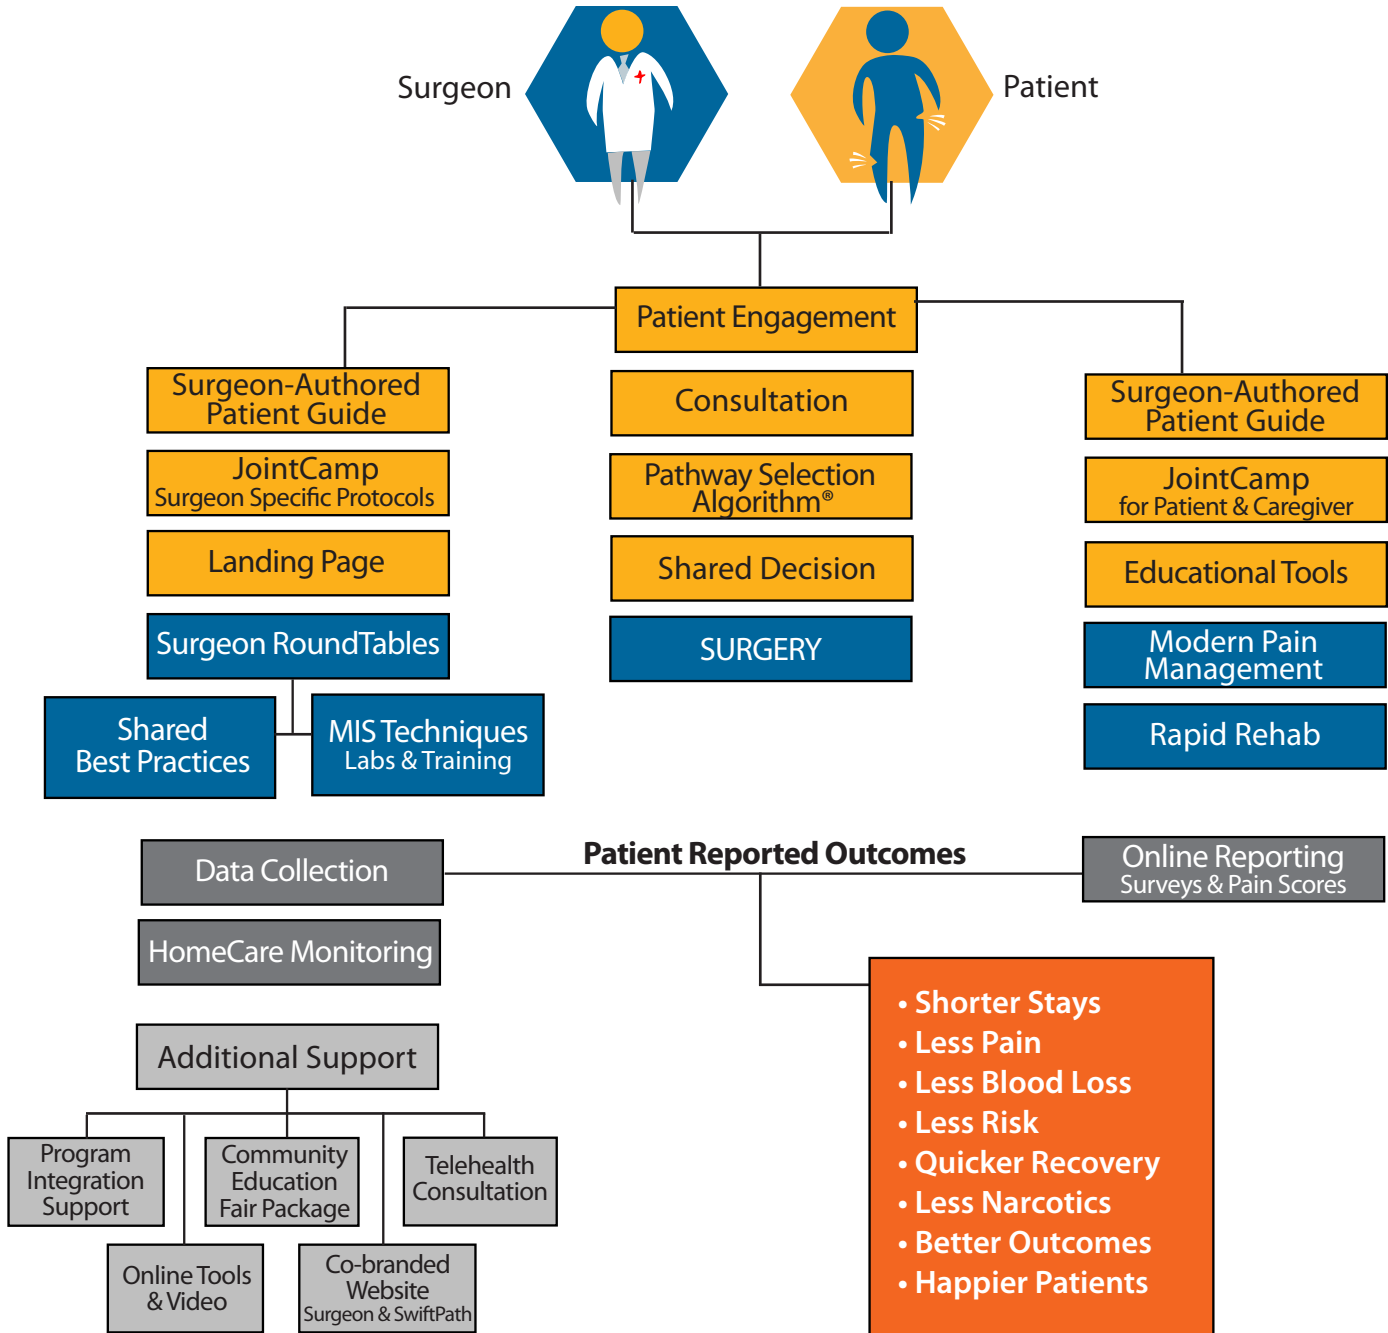 Surgeon
Patient
Patient Engagement
Surgeon-Authored
Patient Guide
JointCamp
Surgeon Specific Protocols
Landing Page
Surgeon RoundTables
Shared
Best Practices
MIS Techniques
Labs & Training
Consultation
Pathway Selection
Algorithm®
Shared Decision
SURGERY
Surgeon-Authored
Patient Guide
JointCamp
for Patient & Caregiver
Educational Tools
Modern Pain
Management
Rapid Rehab
Data Collection
Patient Reported Outcomes
Online Reporting
Surveys & Pain Scores
HomeCare Monitoring
• Shorter Stays
• Less Pain
• Less Blood Loss
• Less Risk
• Quicker Recovery
• Less Narcotics
• Better Outcomes
• Happier Patients
Additional Support
Program
Integration
Support
Community
Education
Fair Package
Telehealth
Consultation
Online Tools
& Video
Co-branded
Website
Surgeon & SwiftPath